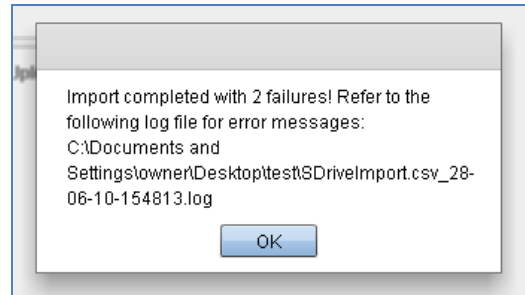 Import completed with 2 failures! Refer to the
following log file for error messages:
C:\Documents and
Settings\owner\Desktop\test\SDriveImport.csv_28-
06-10-154813.log
OK